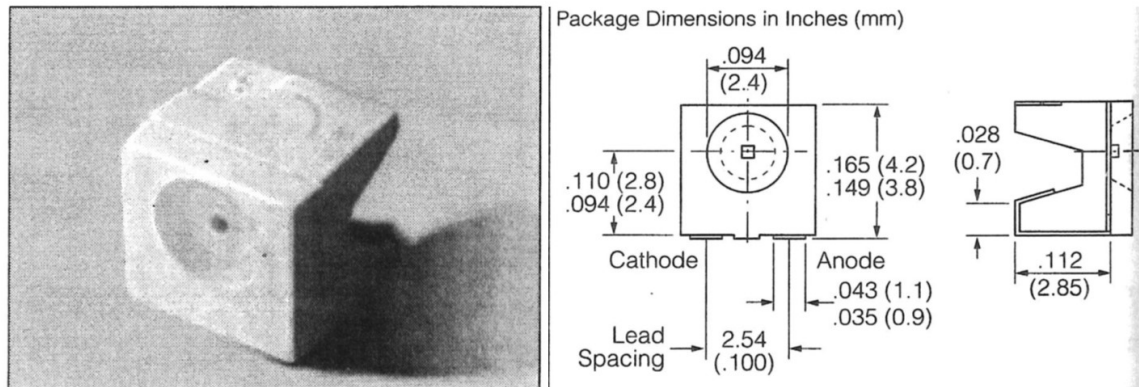 Package Dimensions in Inches (mm)
.094
(2.4)
.110 (2.8)
.094 (2.4)
.165 (4.2)
.149 (3.8)
.028
(0.7)
Cathode
Anode
.043 (1.1)
.035 (0.9)
.112
(2.85)
Lead
Spacing
2.54
(.100)